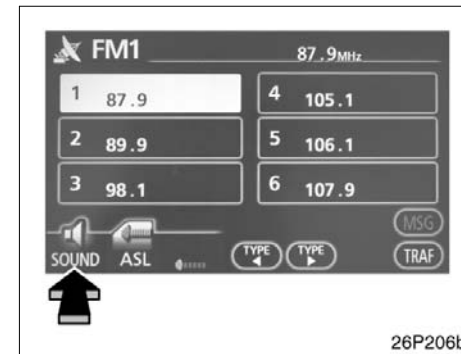 FM1 87.9MHz
1 87.9
2 89.9
3 98.1
4 105.1
5 106.1
6 107.9
MSG
SOUND ASL TYPE TYPE TRAF
26P206b